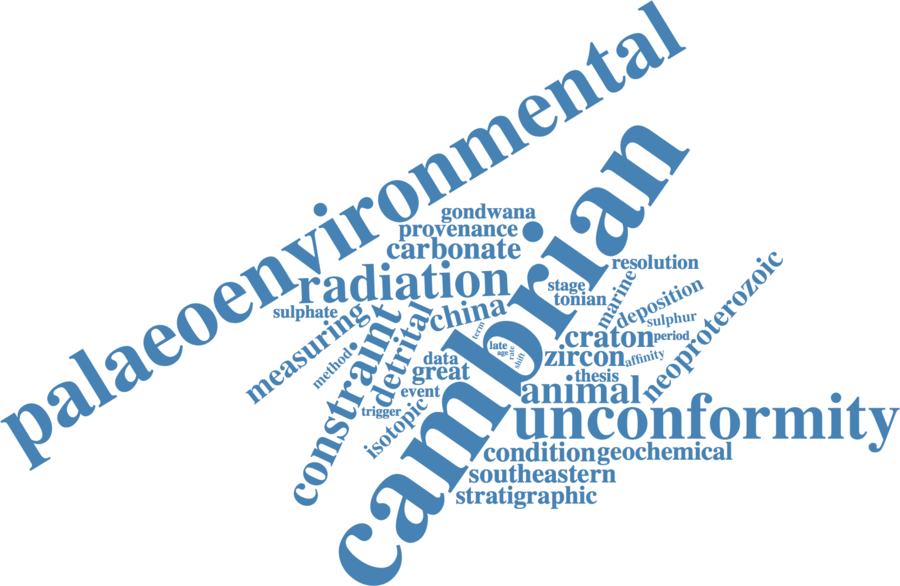 palaeoenvironmental
cambrian
gondwana
provenance
carbonate
radiation
resolution
stage
tonian
marine
deposition
sulphur
neoproterozoic
sulphate
measuring
constraint
detrital
china
term
late
age
rate
shift
craton
period
zircon
affinity
method
data
great
event
trigger
isotopic
thesis
animal
unconformity
condition
geochemical
southeastern
stratigraphic